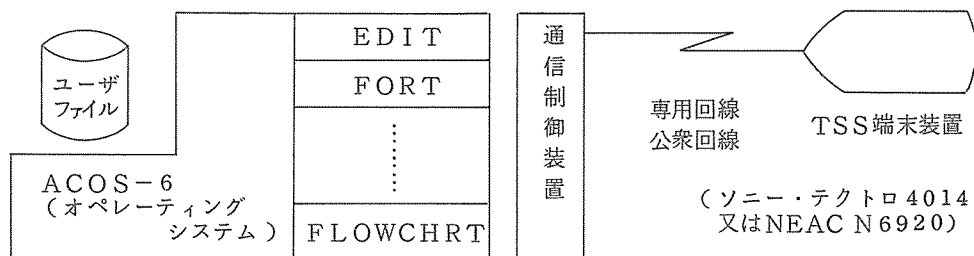 ユーザ
ファイル
ACOS-6
(オペレーティング
システム)
EDIT
FORT
FLOWCHRT
通信制御装置
専用回線
公衆回線
TSS端末装置
(ソニー・テクトロ4014
又はNEAC N6920)